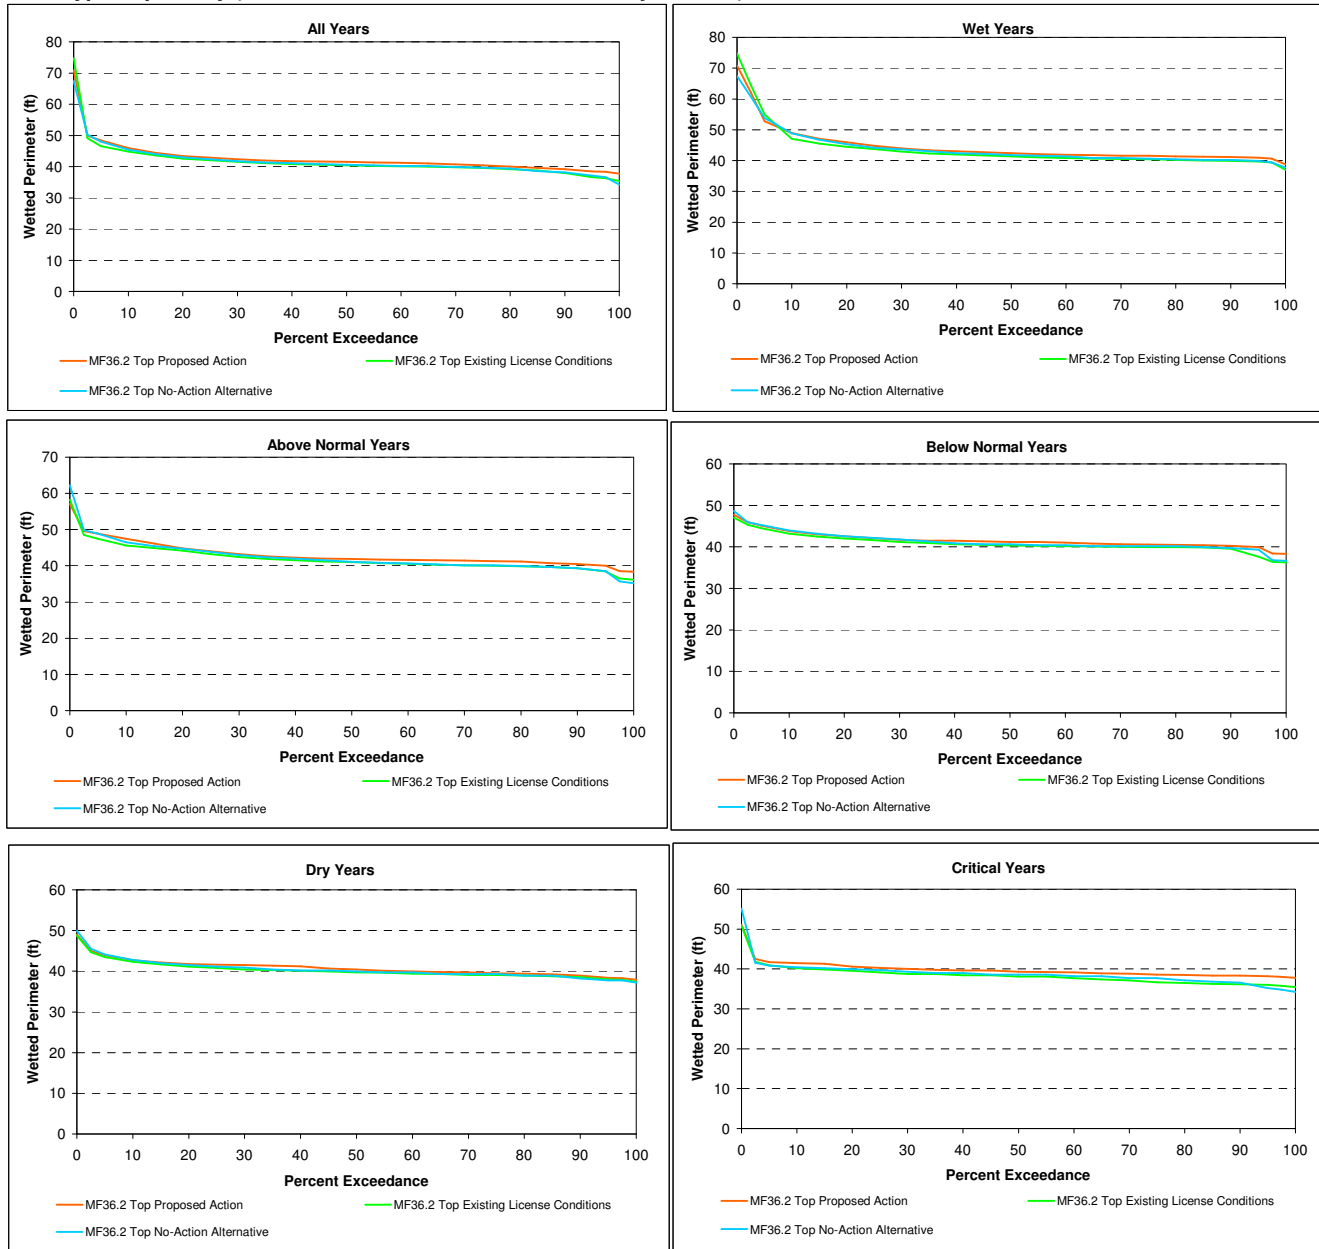 All Years
Wetted Perimeter (ft)
80
70
60
50
40
30
20
10
0
0 10 20 30 40 50 60 70 80 90 100
Percent Exceedance
MF36.2 Top Proposed Action
MF36.2 Top Existing License Conditions
MF36.2 Top No-Action Alternative
Wet Years
Wetted Perimeter (ft)
80
70
60
50
40
30
20
10
0
0 10 20 30 40 50 60 70 80 90 100
Percent Exceedance
MF36.2 Top Proposed Action
MF36.2 Top Existing License Conditions
MF36.2 Top No-Action Alternative
Above Normal Years
Wetted Perimeter (ft)
70
60
50
40
30
20
10
0
0 10 20 30 40 50 60 70 80 90 100
Percent Exceedance
MF36.2 Top Proposed Action
MF36.2 Top Existing License Conditions
MF36.2 Top No-Action Alternative
Below Normal Years
Wetted Perimeter (ft)
60
50
40
30
20
10
0
0 10 20 30 40 50 60 70 80 90 100
Percent Exceedance
MF36.2 Top Proposed Action
MF36.2 Top Existing License Conditions
MF36.2 Top No-Action Alternative
Dry Years
Wetted Perimeter (ft)
60
50
40
30
20
10
0
0 10 20 30 40 50 60 70 80 90 100
Percent Exceedance
MF36.2 Top Proposed Action
MF36.2 Top Existing License Conditions
MF36.2 Top No-Action Alternative
Critical Years
Wetted Perimeter (ft)
60
50
40
30
20
10
0
0 10 20 30 40 50 60 70 80 90 100
Percent Exceedance
MF36.2 Top Proposed Action
MF36.2 Top Existing License Conditions
MF36.2 Top No-Action Alternative